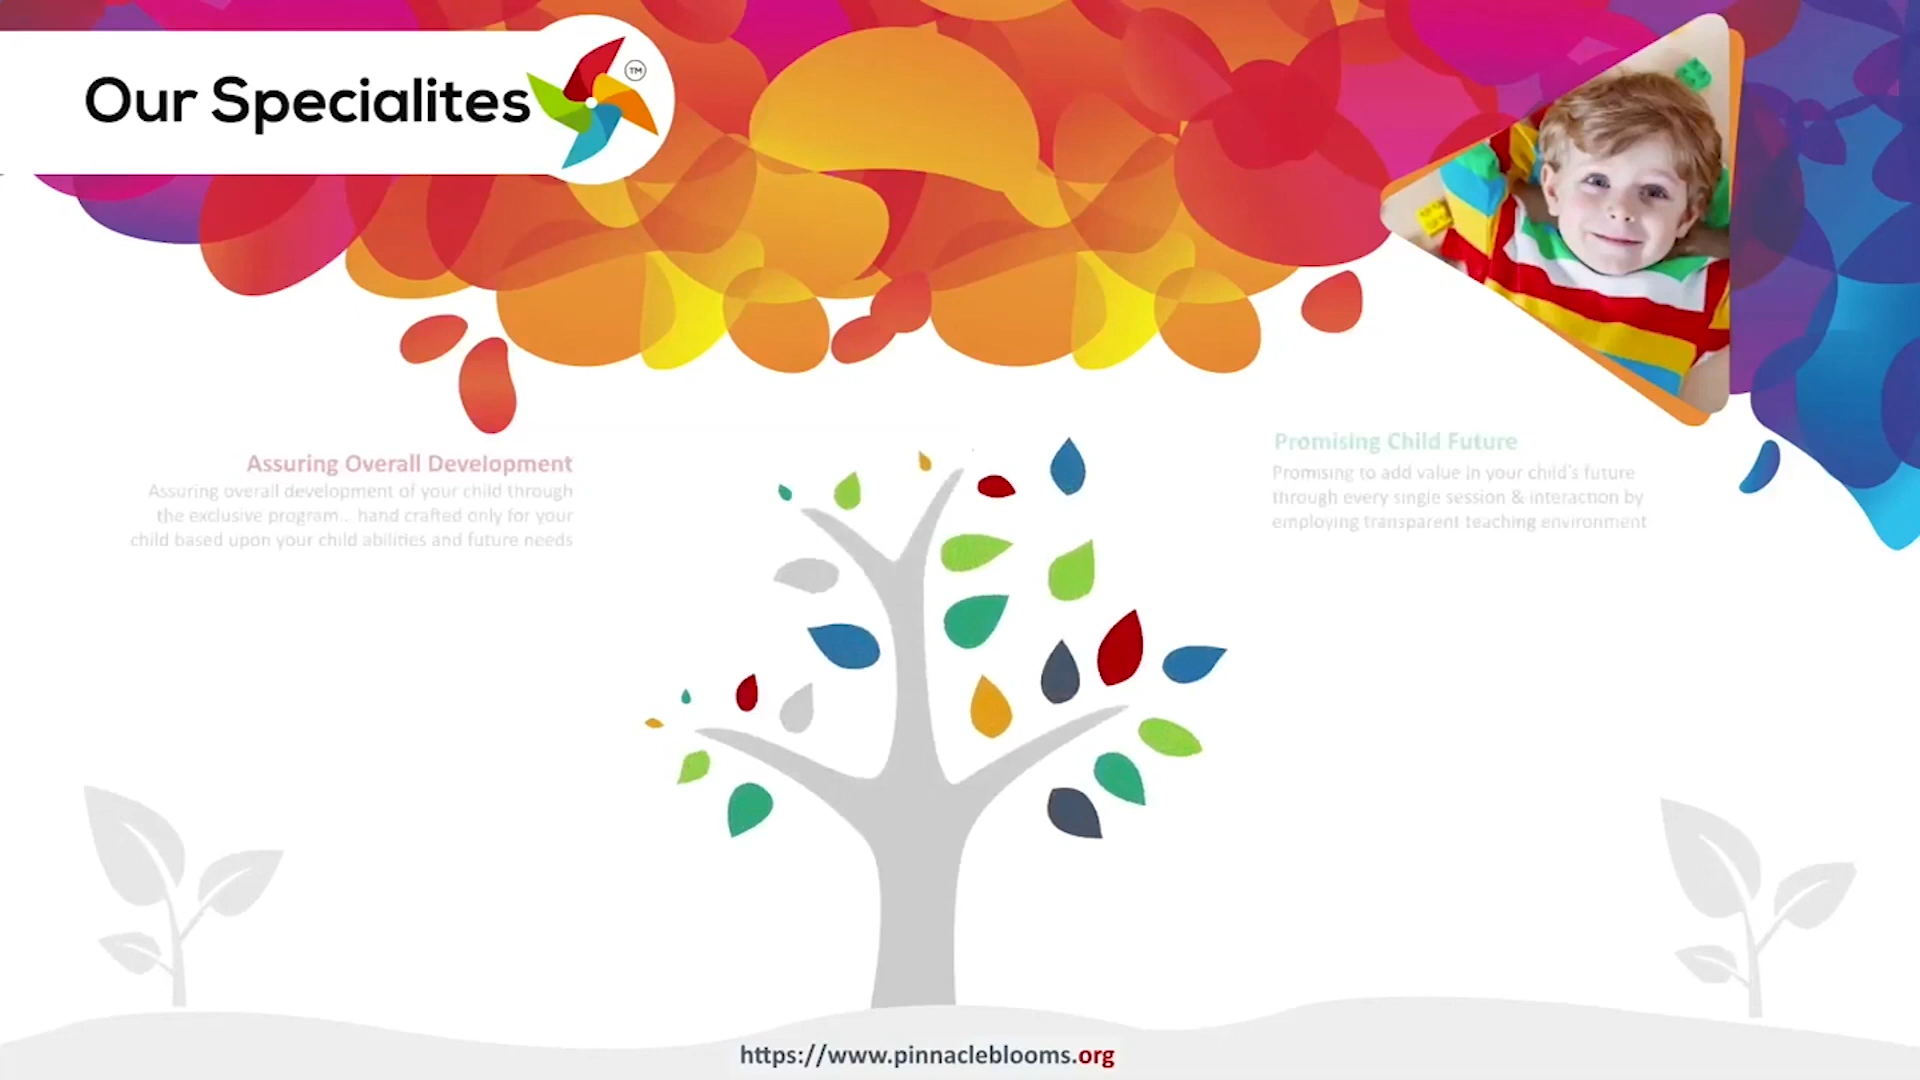 Our Specialites
TM
Assuring Overall Development
Assuring overall development of your child through
the exclusive program.. hand crafted only for your
child based upon your child abilities and future needs
Promising Child Future
Promising to add value in your child's future
through every single session & interaction by
employing transparent teaching environment
https://www.pinnacleblooms.org